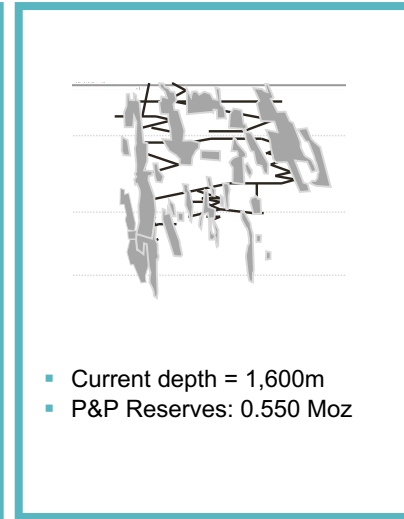 Current depth = 1,600m
P&P Reserves: 0.550 Moz